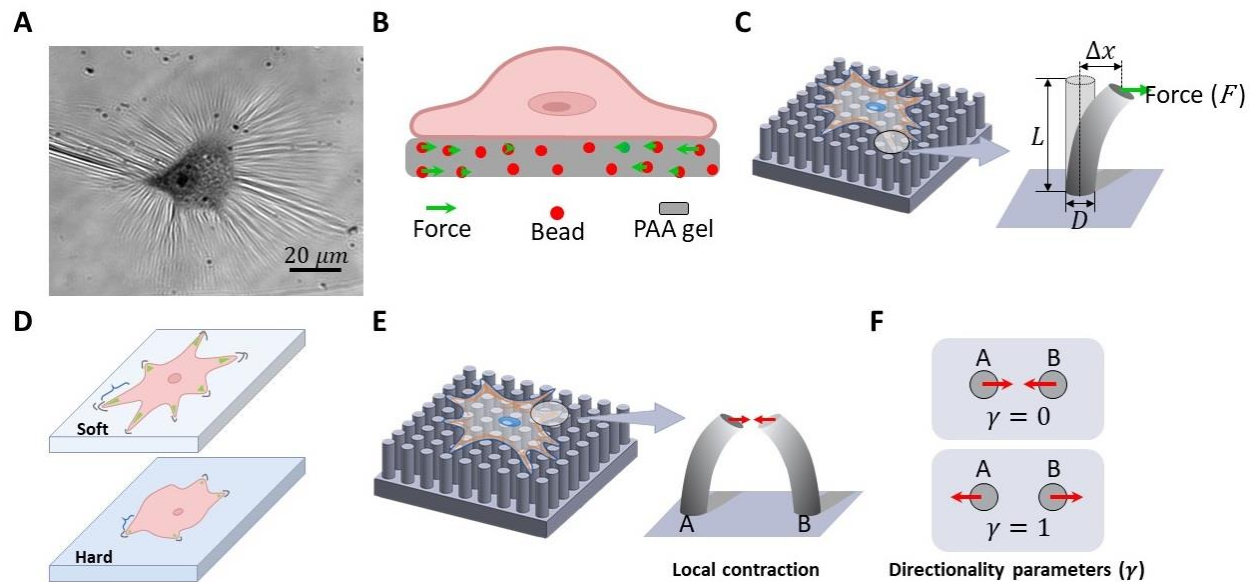 A
20 μm
B
Force
Bead
PAA gel
C
Δx
Force (F)
L
D
D
Soft
Hard
E
A
B
Local contraction
F
A B
γ = 0
A B
γ = 1
Directionality parameters (γ)